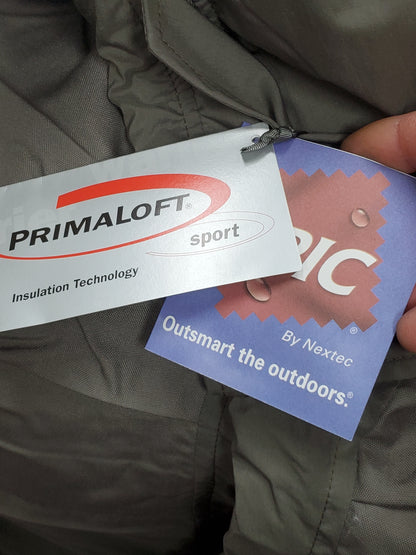 PRIMALOFT®
sport
Insulation Technology
PIC
By Nextec
®
Outsmart the outdoors.®